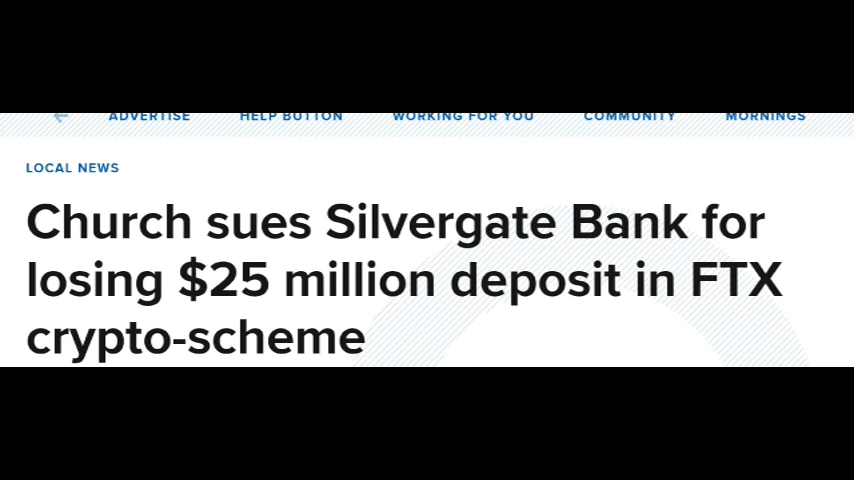 ADVERTISE HELP BUTTON WORKING FOR YOU COMMUNITY MORNINGS
LOCAL NEWS
Church sues Silvergate Bank for
losing $25 million deposit in FTX
crypto-scheme